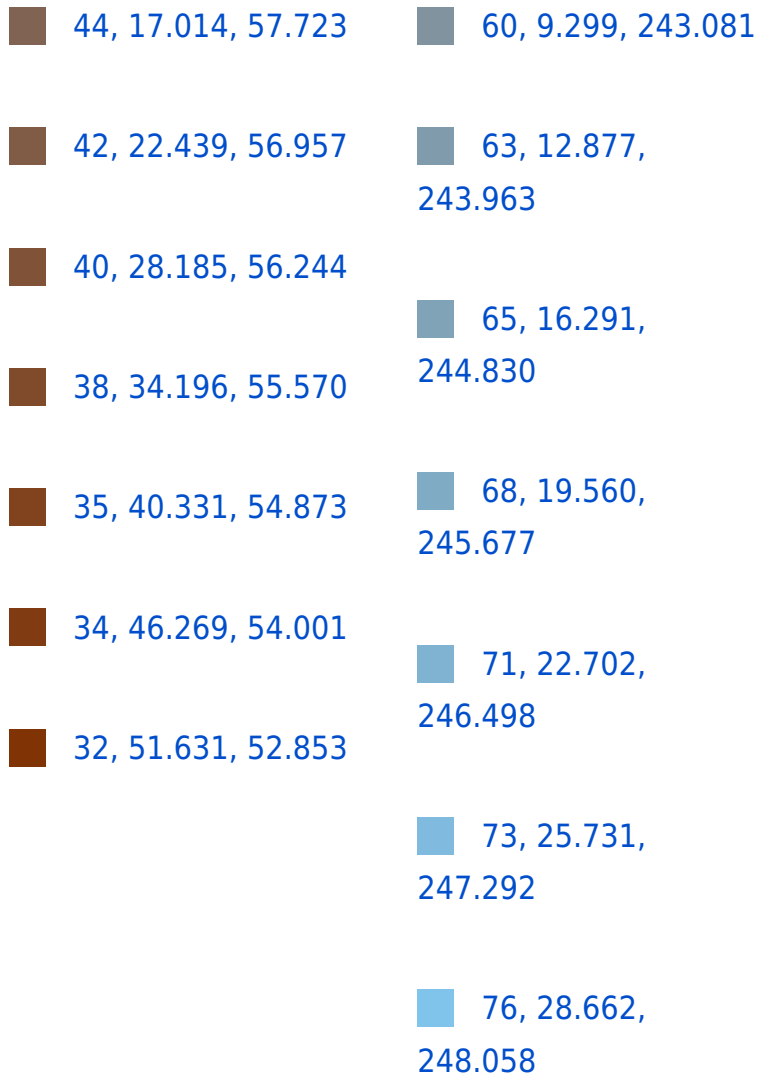 44, 17.014, 57.723
42, 22.439, 56.957
40, 28.185, 56.244
38, 34.196, 55.570
35, 40.331, 54.873
34, 46.269, 54.001
32, 51.631, 52.853
60, 9.299, 243.081
63, 12.877,
243.963
65, 16.291,
244.830
68, 19.560,
245.677
71, 22.702,
246.498
73, 25.731,
247.292
76, 28.662,
248.058